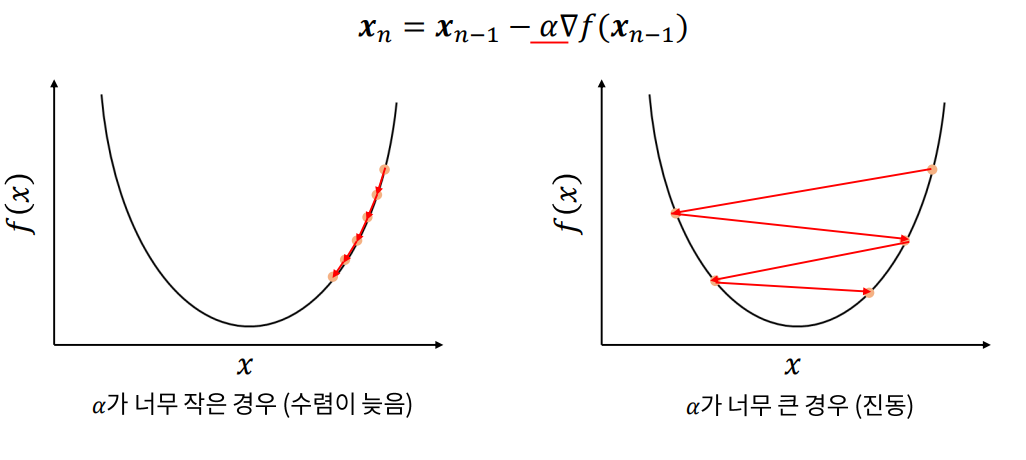 𝒙ₙ = 𝒙ₙ₋₁ − α∇f(𝒙ₙ₋₁)
f(x)
f(x)
x
x
α가 너무 작은 경우 (수렴이 늦음)
α가 너무 큰 경우 (진동)